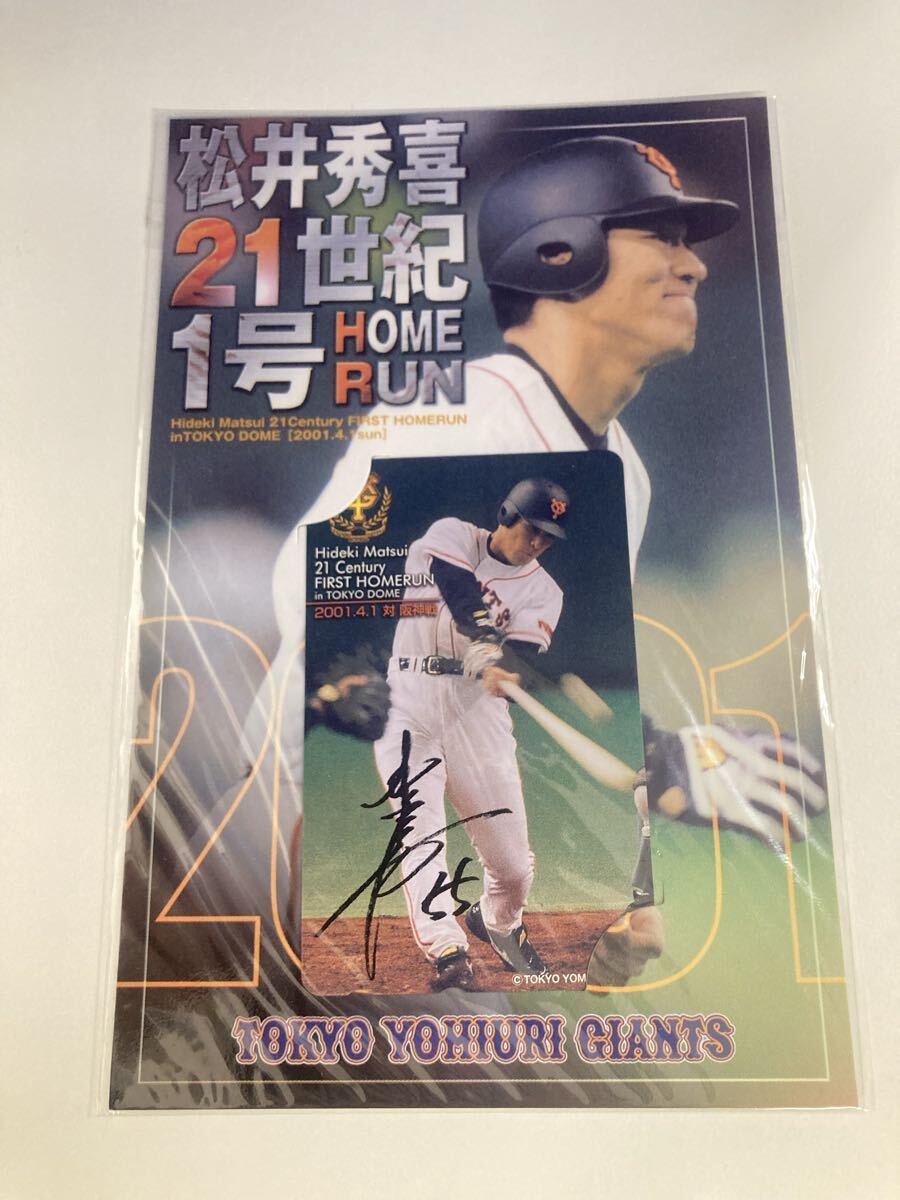 松井秀喜
21世紀
1号 HOME RUN
Hideki Matsui 21Century FIRST HOMERUN
inTOKYO DOME [2001.4.1sun]
Hideki Matsui
21 Century
FIRST HOMERUN
in TOKYO DOME
2001.4.1 対 阪神戦
55
© TOKYO YOM
TOKYO YOMIURI GIANTS